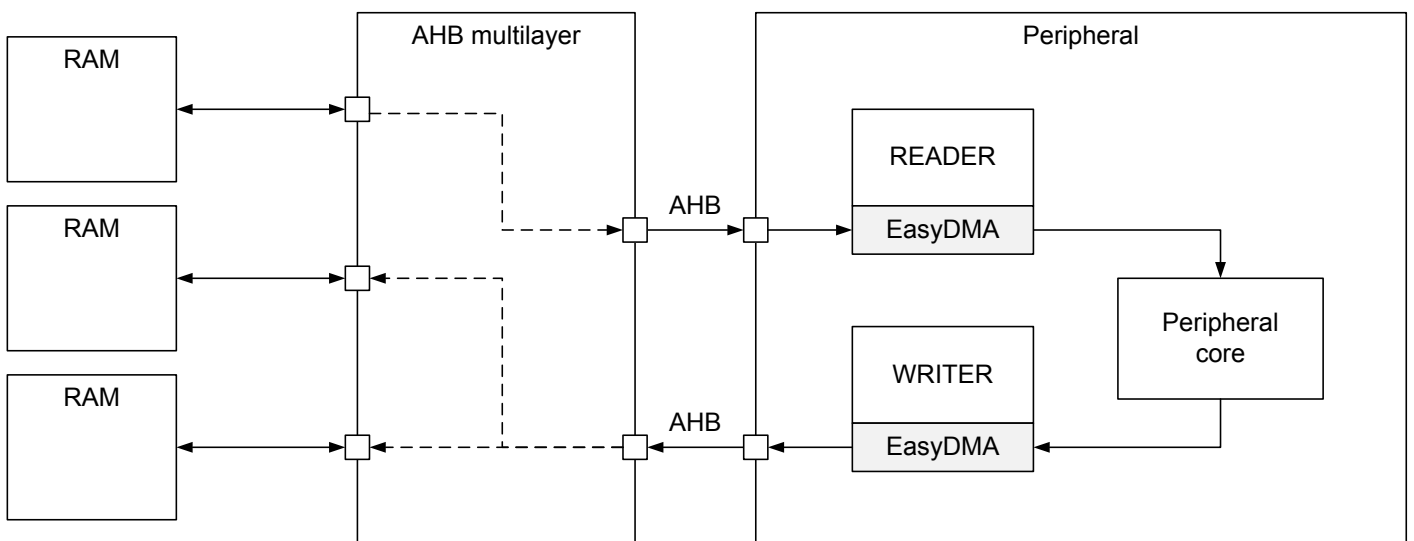 AHB multilayer
Peripheral
RAM
READER
EasyDMA
AHB
RAM
Peripheral
core
WRITER
EasyDMA
AHB
RAM